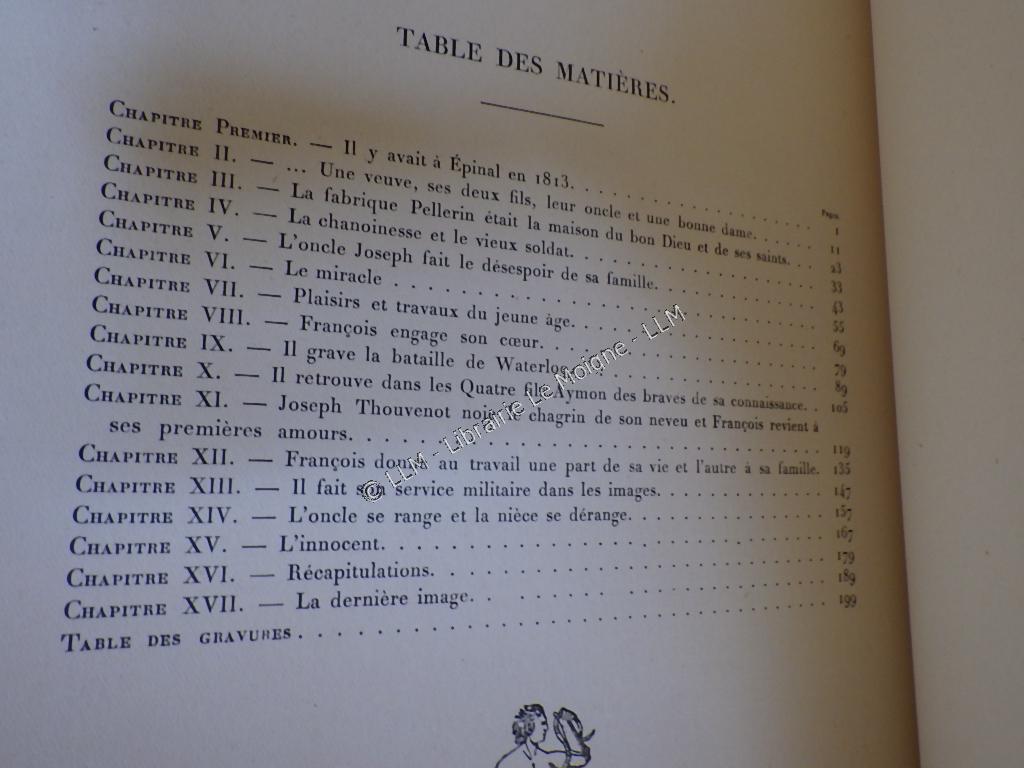 TABLE DES MATIÈRES.
Pages.
CHAPITRE PREMIER. — Il y avait à Épinal en 1813. . . . . . . . . . . . . . 1
CHAPITRE II. — ... Une veuve, ses deux fils, leur oncle et une bonne dame. . . . . . 11
CHAPITRE III. — La fabrique Pellerin était la maison du bon Dieu et de ses saints. . . 23
CHAPITRE IV. — La chanoinesse et le vieux soldat. . . . . . . . . . . . . 33
CHAPITRE V. — L'oncle Joseph fait le désespoir de sa famille. . . . . . . . . . 43
CHAPITRE VI. — Le miracle . . . . . . . . . . . . . . . . . . . 55
CHAPITRE VII. — Plaisirs et travaux du jeune âge. . . . . . . . . . . . . 69
CHAPITRE VIII. — François engage son cœur. . . . . . . . . . . . . . 79
CHAPITRE IX. — Il grave la bataille de Waterloo. . . . . . . . . . . . . 89
CHAPITRE X. — Il retrouve dans les Quatre fils Aymon des braves de sa connaissance. . 105
CHAPITRE XI. — Joseph Thouvenot noie le chagrin de son neveu et François revient à
ses premières amours. . . . . . . . . . . . . . . . . . . . 119
CHAPITRE XII. — François donne au travail une part de sa vie et l'autre à sa famille. 135
CHAPITRE XIII. — Il fait son service militaire dans les images. . . . . . . . . . 147
CHAPITRE XIV. — L'oncle se range et la nièce se dérange. . . . . . . . . . . 157
CHAPITRE XV. — L'innocent. . . . . . . . . . . . . . . . . . . 167
CHAPITRE XVI. — Récapitulations. . . . . . . . . . . . . . . . . 179
CHAPITRE XVII. — La dernière image. . . . . . . . . . . . . . . . 189
TABLE DES GRAVURES. . . . . . . . . . . . . . . . . . . . . . 199
© LLM - Librairie Le Moigne - LLM